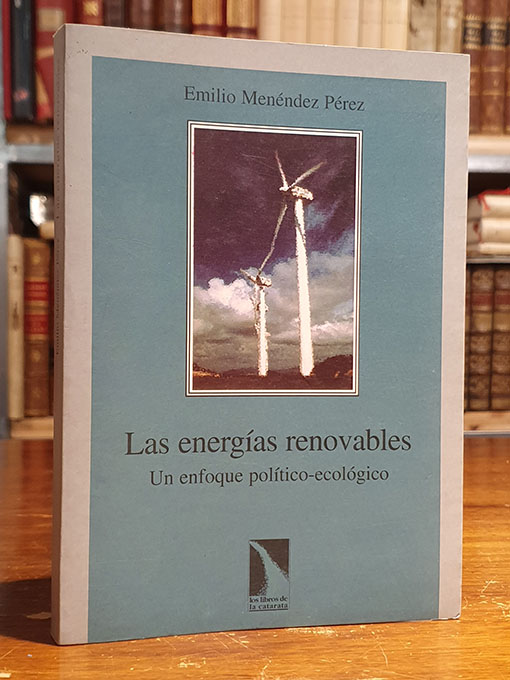 Emilio Menéndez Pérez
Las energías renovables
Un enfoque político-ecológico
los libros de
la catarata